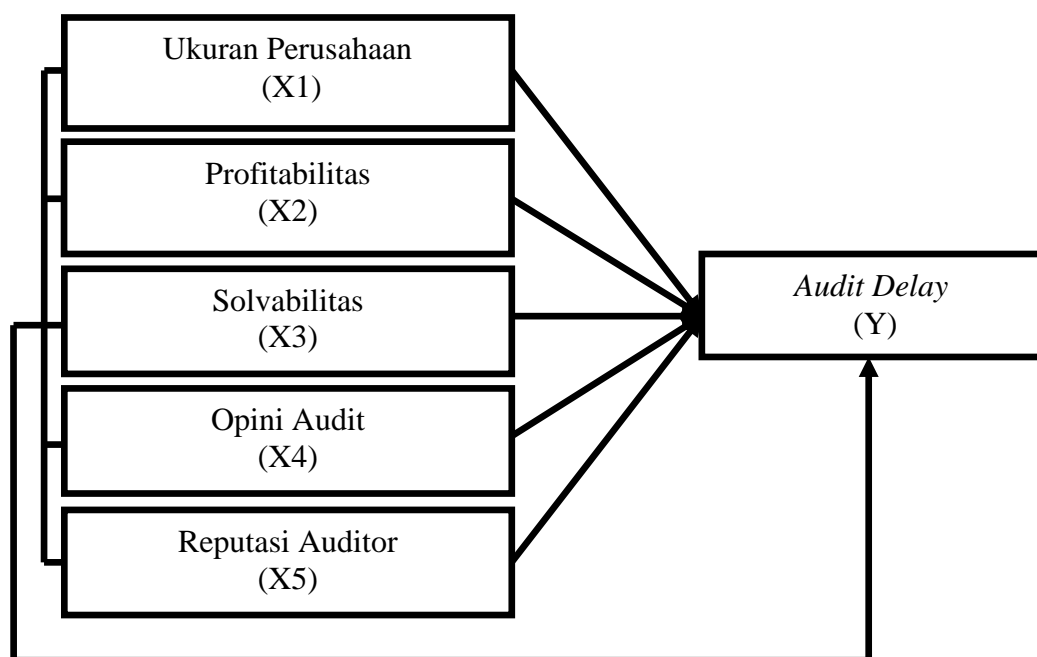 Ukuran Perusahaan
(X1)
Profitabilitas
(X2)
Solvabilitas
(X3)
Opini Audit
(X4)
Reputasi Auditor
(X5)
Audit Delay
(Y)